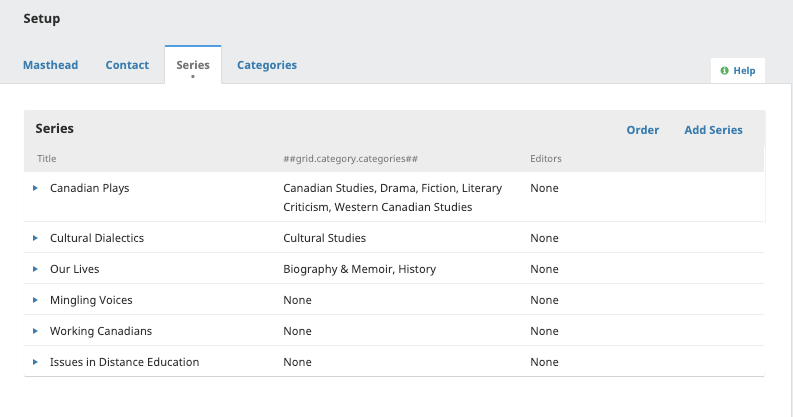 Setup
Masthead Contact Series Categories
Help
Series Order Add Series
Title ##grid.category.categories## Editors
Canadian Plays Canadian Studies, Drama, Fiction, Literary None
Criticism, Western Canadian Studies
Cultural Dialectics Cultural Studies None
Our Lives Biography & Memoir, History None
Mingling Voices None None
Working Canadians None None
Issues in Distance Education None None